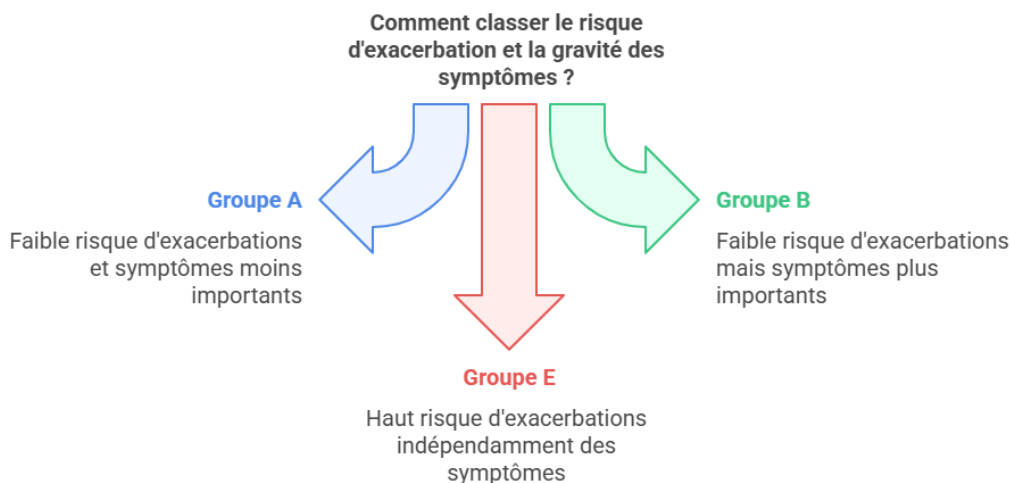 Comment classer le risque
d'exacerbation et la gravité des
symptômes ?
Groupe A
Faible risque d'exacerbations
et symptômes moins
importants
Groupe B
Faible risque d'exacerbations
mais symptômes plus
importants
Groupe E
Haut risque d'exacerbations
indépendamment des
symptômes